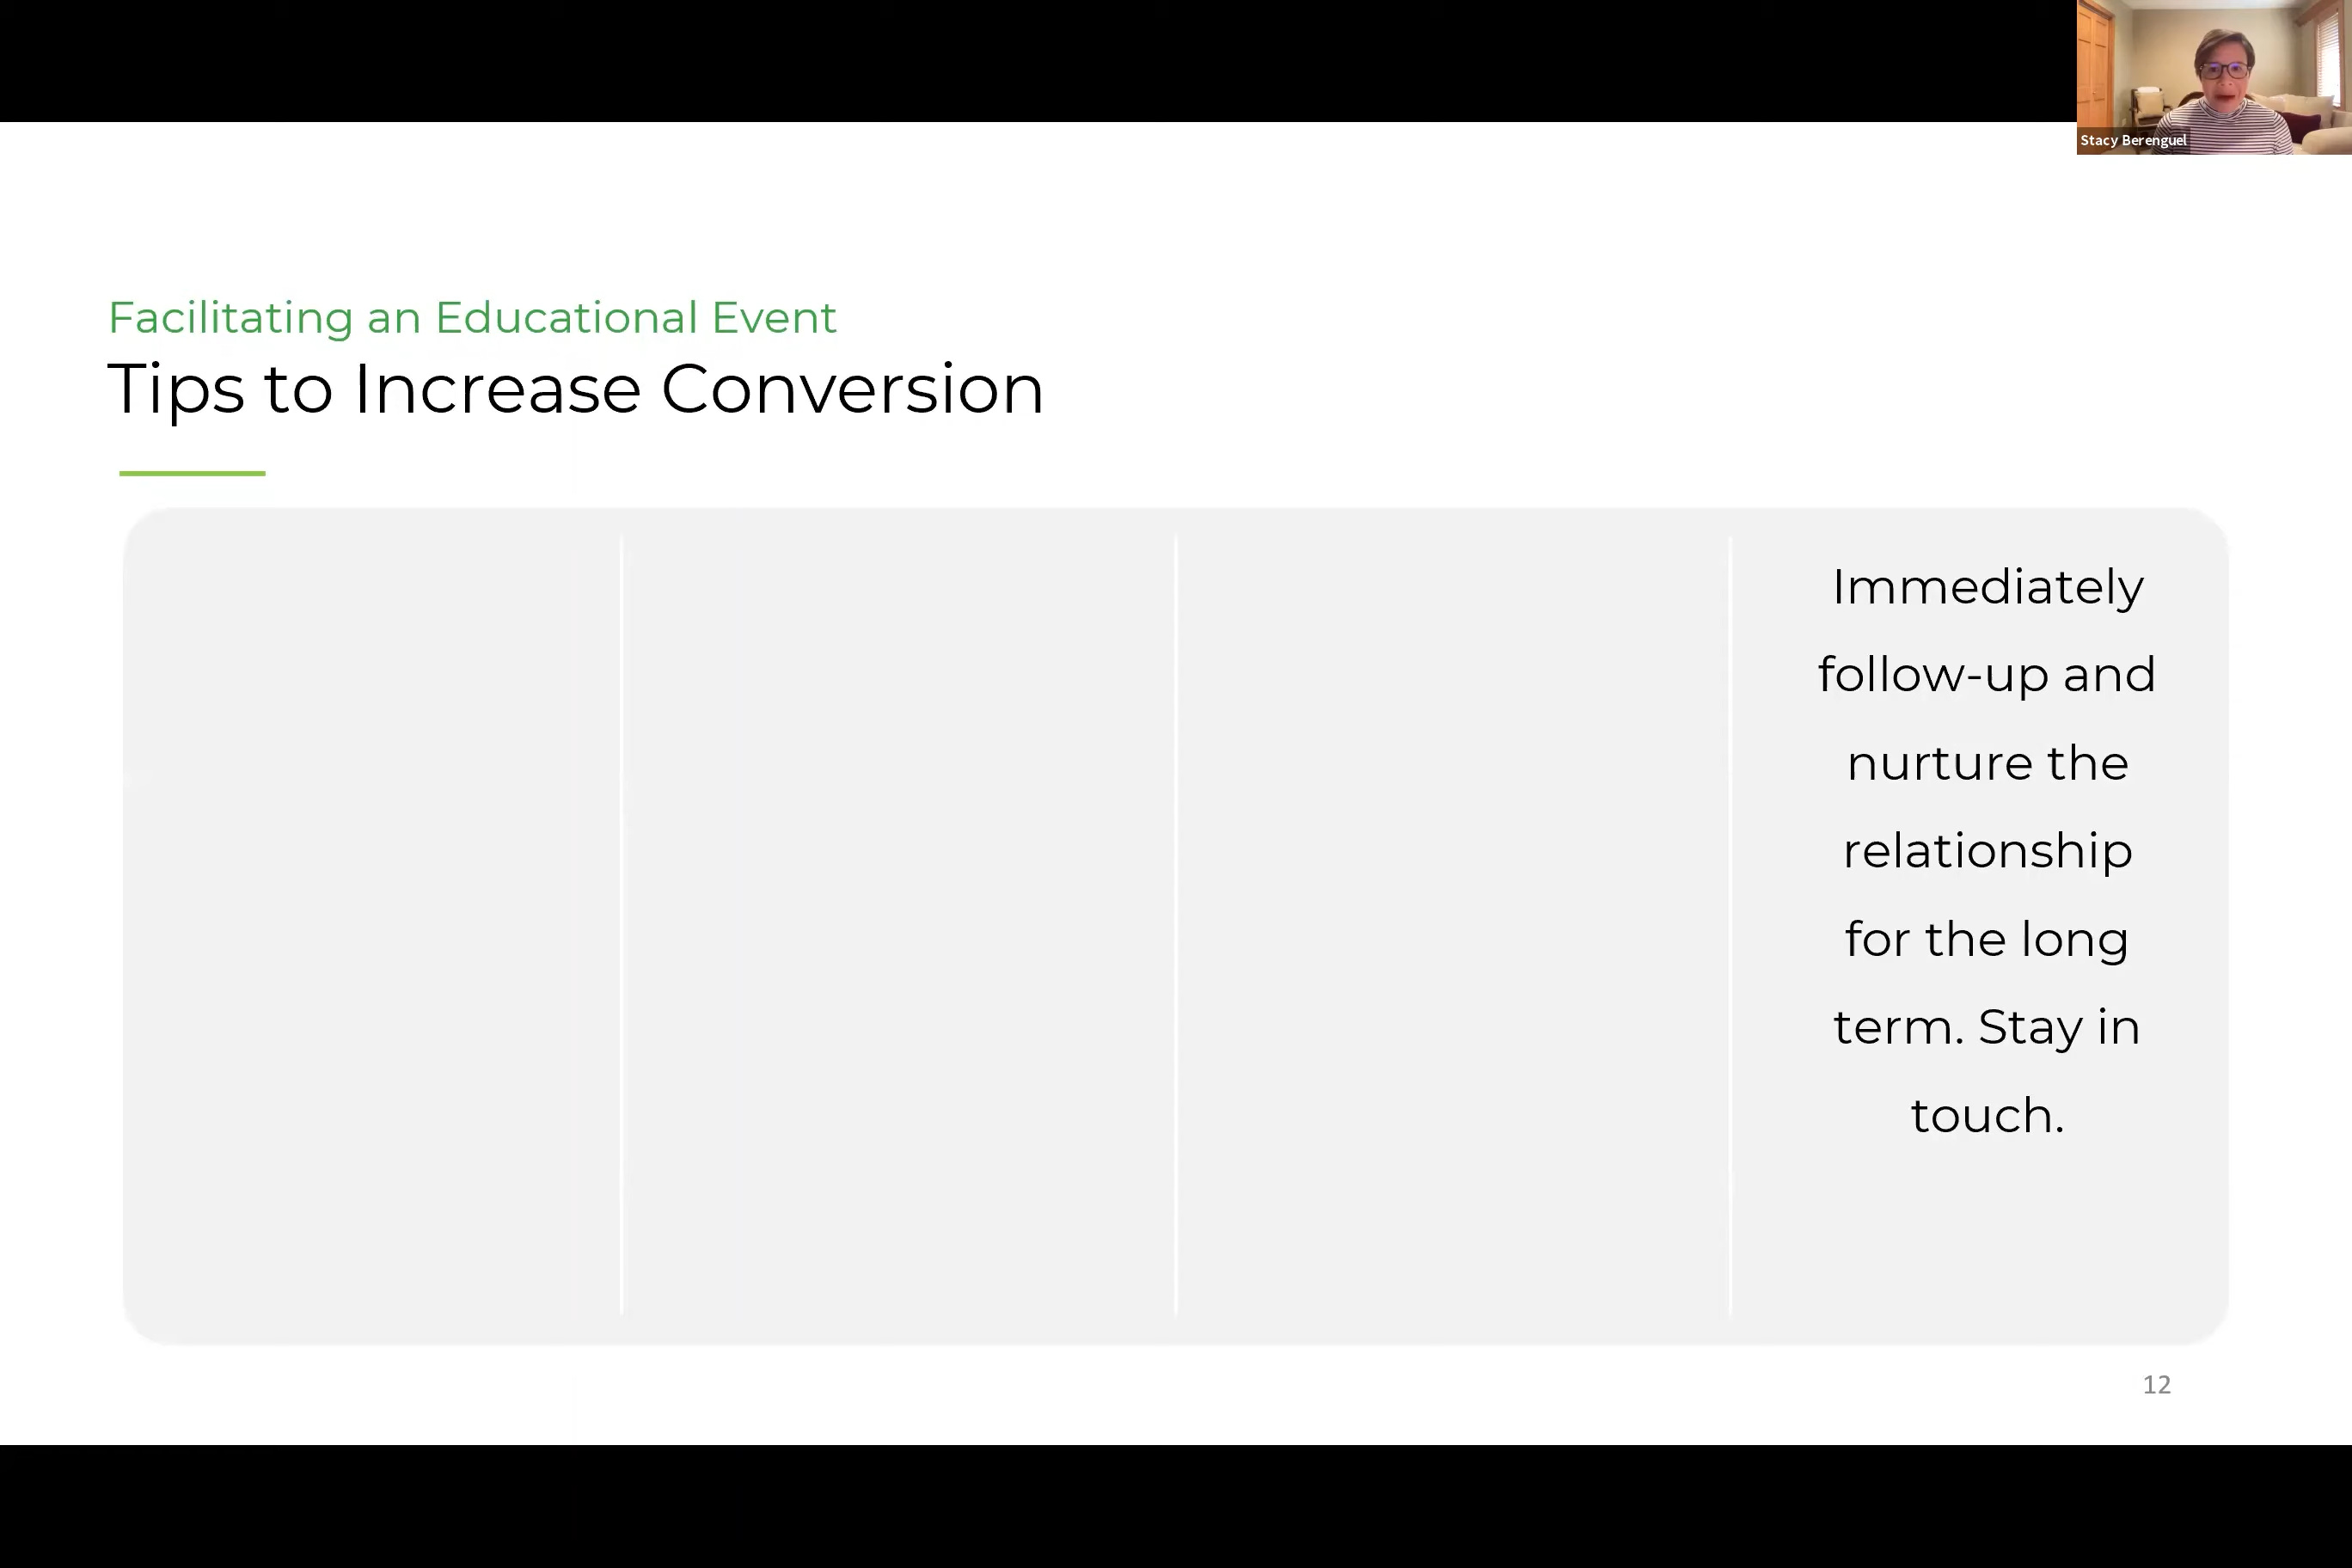 Stacy Berenguel
Facilitating an Educational Event
Tips to Increase Conversion
Immediately
follow-up and
nurture the
relationship
for the long
term. Stay in
touch.
12